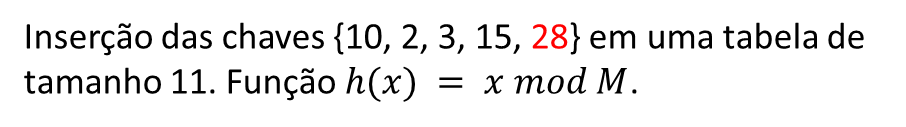 Inserção das chaves {10, 2, 3, 15, 28} em uma tabela de
tamanho 11. Função h(x) = x mod M.